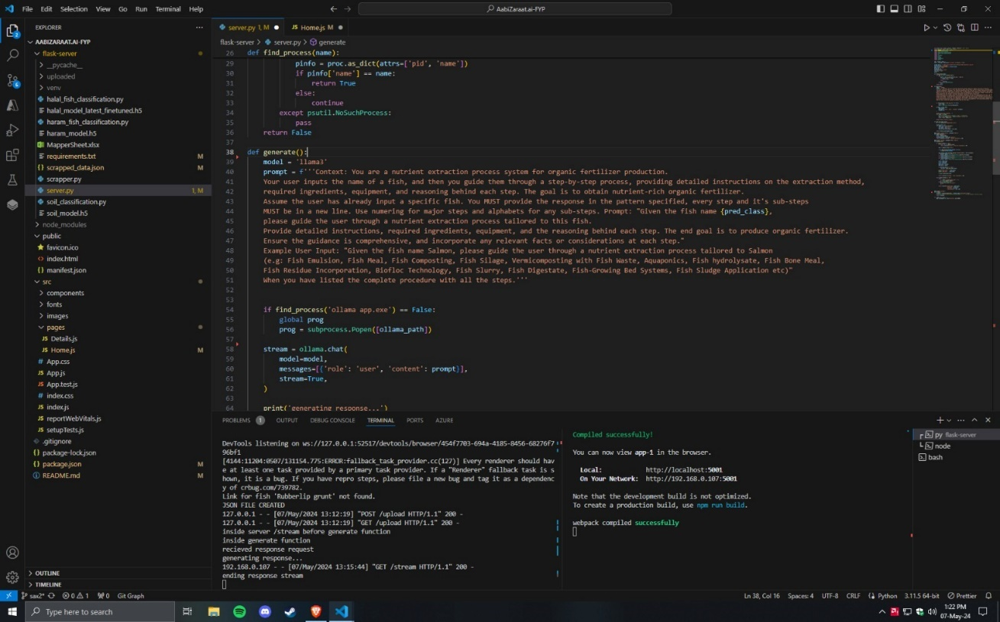 File Edit Selection View Go Run Terminal Help
AabiZaraat.ai-FYP
EXPLORER
AABIZARAAT.AI-FYP
flask-server
__pycache__
uploaded
venv
halal_fish_classification.py
halal_model_latest_finetuned.h5
haram_fish_classification.py
haram_model.h5
MapperSheet.xlsx
requirements.txt M
scrapped_data.json M
scrapper.py
server.py 1, M
soil_classification.py
soil_model.h5
node_modules
public
favicon.ico
index.html
manifest.json
src
components
fonts
images
pages
Details.js
Home.js M
App.css
App.js
App.test.js
index.css
index.js
reportWebVitals.js
setupTests.js
.gitignore
package-lock.json
package.json M
README.md M
OUTLINE
TIMELINE
server.py 1, M Home.js M
flask-server > server.py > generate
26 def find_process(name):
29 pinfo = proc.as_dict(attrs=['pid', 'name'])
30 if pinfo['name'] == name:
31 return True
32 else:
33 continue
34 except psutil.NoSuchProcess:
35 pass
36 return False
37
38 def generate():
39 model = 'llama3'
40 prompt = f'''Context: You are a nutrient extraction process system for organic fertilizer production.
41 Your user inputs the name of a fish, and then you guide them through a step-by-step process, providing detailed instructions on the extraction method,
42 required ingredients, equipment, and reasoning behind each step. The goal is to obtain nutrient-rich organic fertilizer.
43 Assume the user has already input a specific fish. You MUST provide the response in the pattern specified, every step and it's sub-steps
44 MUST be in a new line. Use numering for major steps and alphabets for any sub-steps. Prompt: "Given the fish name {pred_class},
45 please guide the user through a nutrient extraction process tailored to this fish.
46 Provide detailed instructions, required ingredients, equipment, and the reasoning behind each step. The end goal is to produce organic fertilizer.
47 Ensure the guidance is comprehensive, and incorporate any relevant facts or considerations at each step."
48 Example User Input: "Given the fish name Salmon, please guide the user through a nutrient extraction process tailored to Salmon
49 (e.g: Fish Emulsion, Fish Meal, Fish Composting, Fish Silage, Vermicomposting with Fish Waste, Aquaponics, Fish hydrolysate, Fish Bone Meal,
50 Fish Residue Incorporation, Biofloc Technology, Fish Slurry, Fish Digestate, Fish-Growing Bed Systems, Fish Sludge Application etc)"
51 When you have listed the complete procedure with all the steps.'''
52
53
54 if find_process('ollama app.exe') == False:
55 global prog
56 prog = subprocess.Popen([ollama_path])
57
58 stream = ollama.chat(
59 model=model,
60 messages=[{'role': 'user', 'content': prompt}],
61 stream=True,
62 )
63
64 print('generating response...')
PROBLEMS 1 OUTPUT DEBUG CONSOLE TERMINAL PORTS AZURE
DevTools listening on ws://127.0.0.1:52517/devtools/browser/454f7703-694a-4185-8456-68276f7
96bf1
[4144:11204:0507/131154.775:ERROR:fallback_task_provider.cc(127)] Every renderer should hav
e at least one task provided by a primary task provider. If a "Renderer" fallback task is s
hown, it is a bug. If you have repro steps, please file a new bug and tag it as a dependenc
y of crbug.com/739782.
Link for fish 'Rubberlip grunt' not found.
JSON FILE CREATED
127.0.0.1 - - [07/May/2024 13:12:19] "POST /upload HTTP/1.1" 200 -
127.0.0.1 - - [07/May/2024 13:12:19] "GET /upload HTTP/1.1" 200 -
inside server /stream before generate function
inside generate function
recieved response request
generating response...
192.168.0.107 - - [07/May/2024 13:15:44] "GET /stream HTTP/1.1" 200 -
ending response stream
Compiled successfully!
You can now view app-1 in the browser.
Local: http://localhost:5001
On Your Network: http://192.168.0.107:5001
Note that the development build is not optimized.
To create a production build, use npm run build.
webpack compiled successfully
py flask-server
node
bash
sax2* 0 1 0 Git Graph
Ln 38, Col 16 Spaces: 4 UTF-8 CRLF Python 3.11.5 64-bit Prettier
Type here to search
1:22 PM
07-May-24